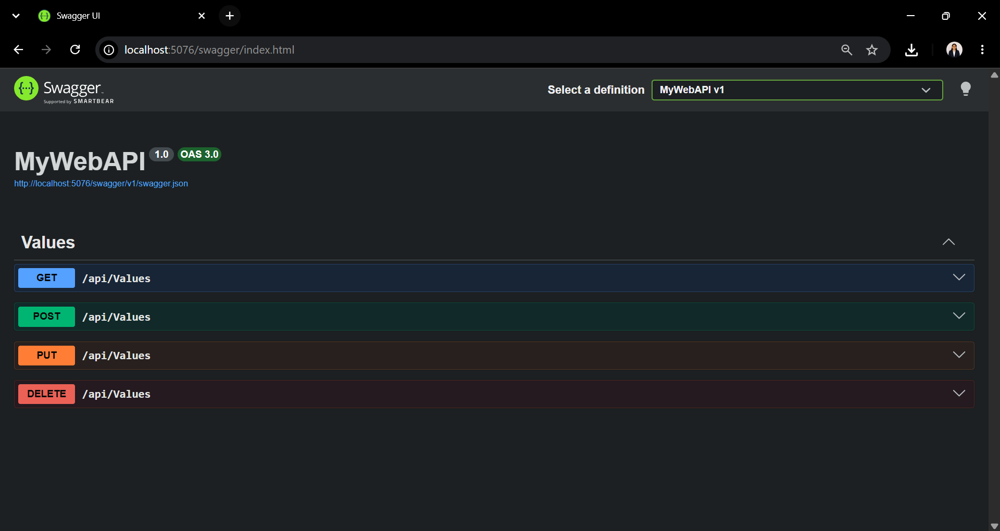 Swagger UI
localhost:5076/swagger/index.html
{...} Swagger™
Supported by SMARTBEAR
Select a definition
MyWebAPI v1
MyWebAPI 1.0 OAS 3.0
http://localhost:5076/swagger/v1/swagger.json
Values
GET /api/Values
POST /api/Values
PUT /api/Values
DELETE /api/Values